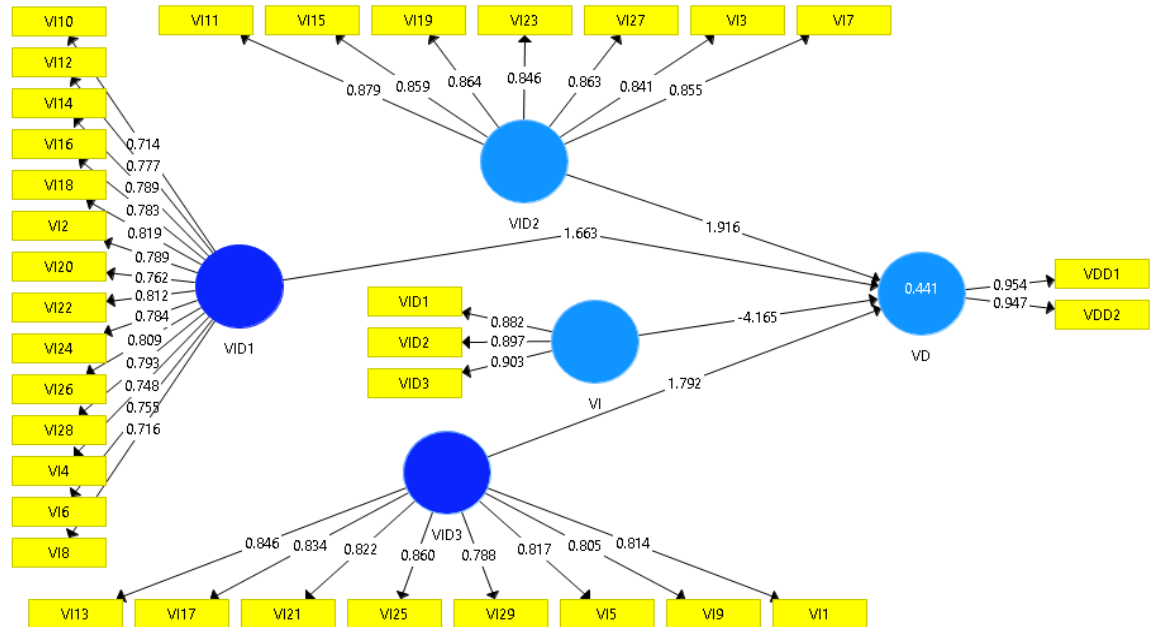 VI10
VI12
VI14
VI16
VI18
VI2
VI20
VI22
VI24
VI26
VI28
VI4
VI6
VI8
0.714
0.777
0.789
0.783
0.819
0.789
0.762
0.812
0.784
0.809
0.793
0.748
0.755
0.716
VID1
VI11 VI15 VI19 VI23 VI27 VI3 VI7
0.879 0.859 0.864 0.846 0.863 0.841 0.855
VID2
1.663 1.916
VID1 0.882
VID2 0.897
VID3 0.903
VI
-4.165
1.792
0.441
VD
0.954 VDD1
0.947 VDD2
VID3
0.846 0.834 0.822 0.860 0.788 0.817 0.805 0.814
VI13 VI17 VI21 VI25 VI29 VI5 VI9 VI1